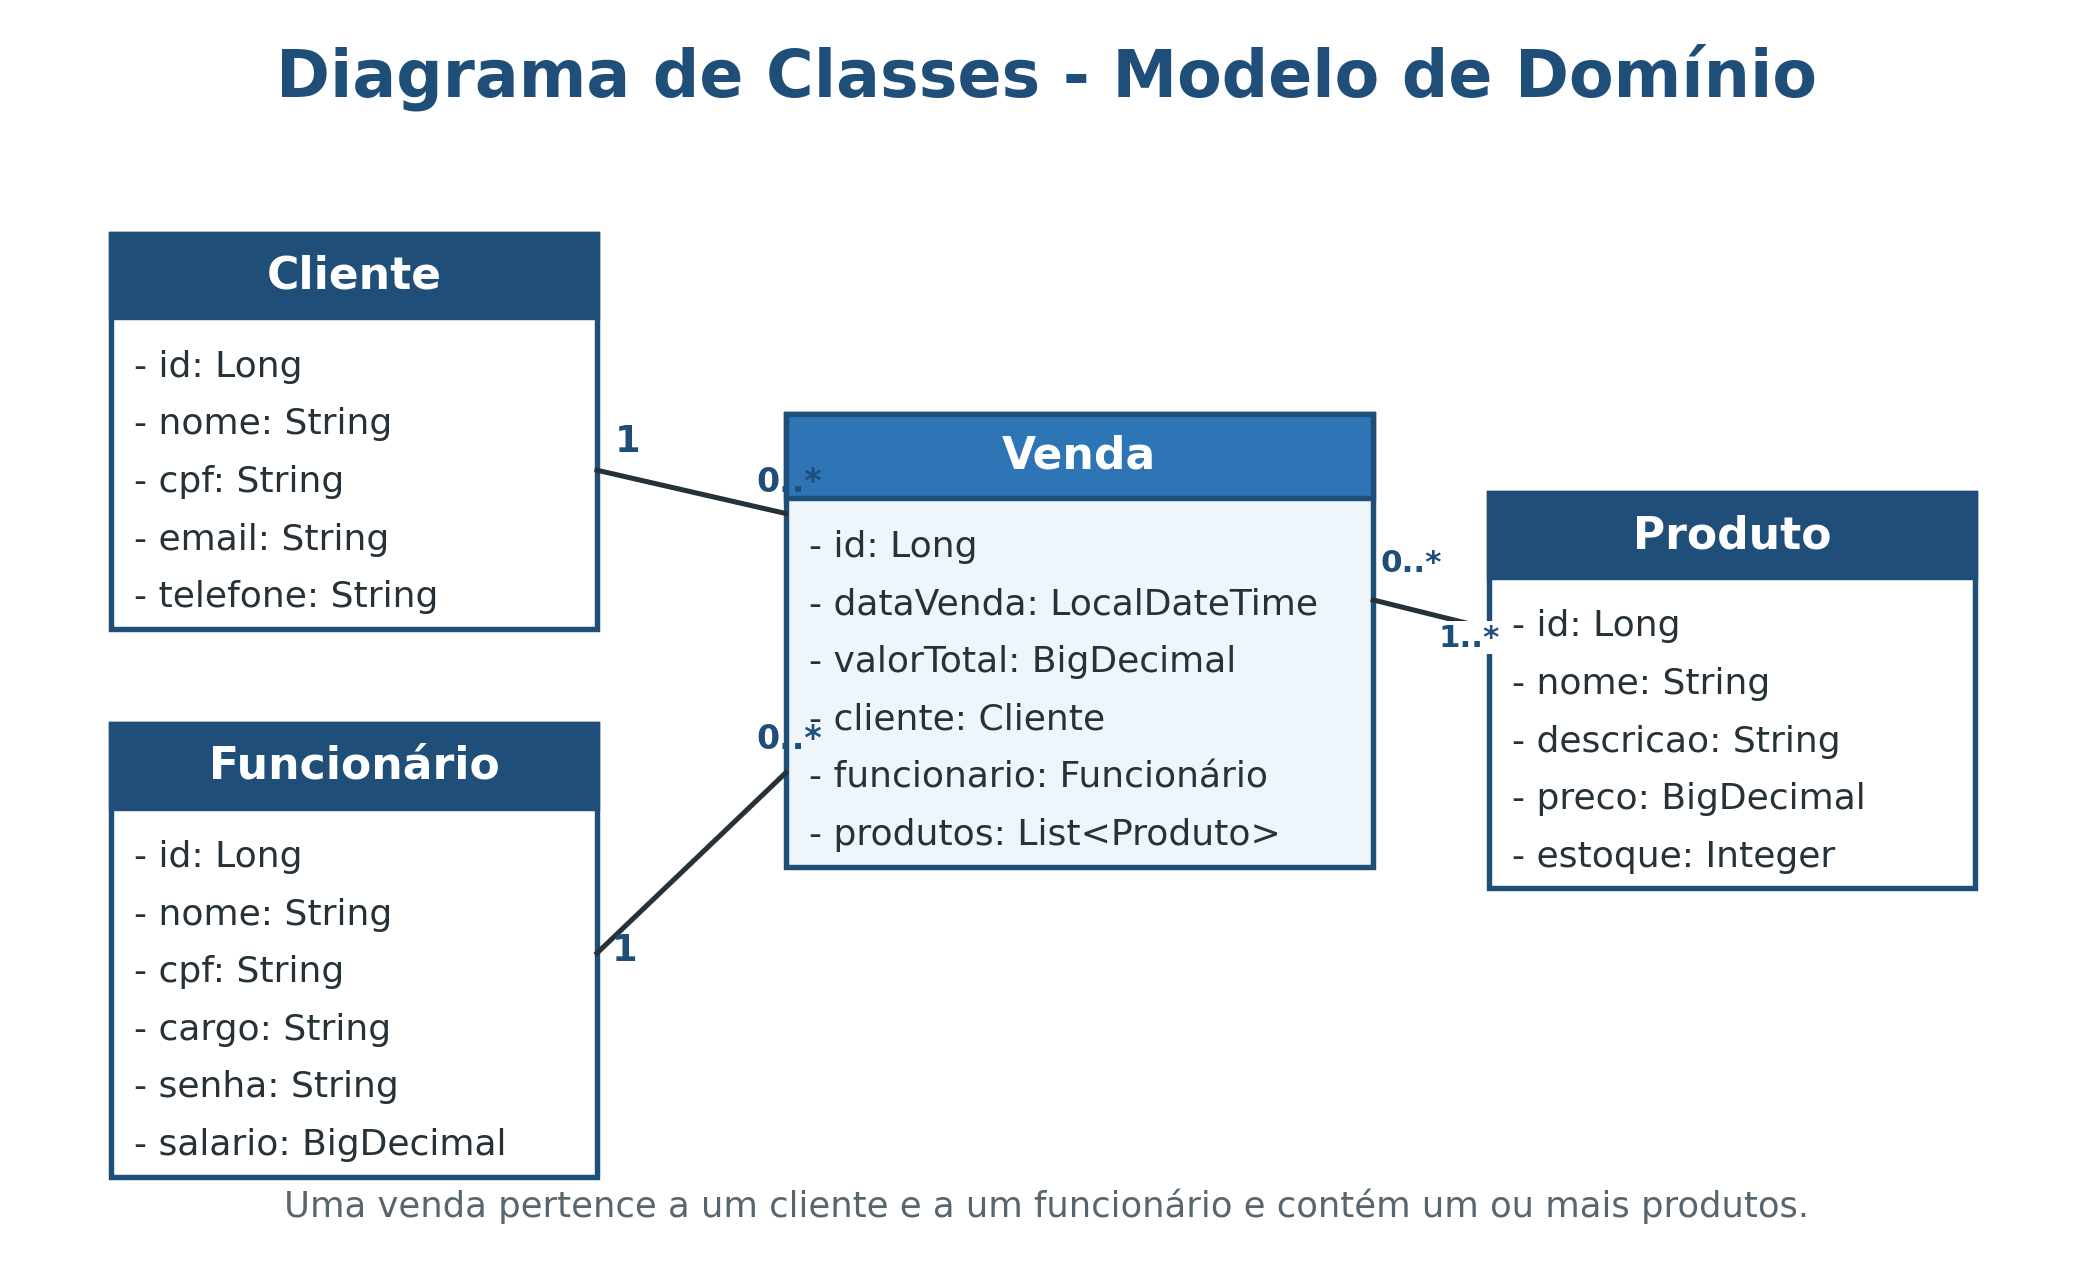 Diagrama de Classes - Modelo de Domínio
Cliente
- id: Long
- nome: String
- cpf: String
- email: String
- telefone: String
1
0..*
Funcionário
- id: Long
- nome: String
- cpf: String
- cargo: String
- senha: String
- salario: BigDecimal
1
0..*
Venda
- id: Long
- dataVenda: LocalDateTime
- valorTotal: BigDecimal
- cliente: Cliente
- funcionario: Funcionário
- produtos: List<Produto>
0..*
1..*
Produto
- id: Long
- nome: String
- descricao: String
- preco: BigDecimal
- estoque: Integer
Uma venda pertence a um cliente e a um funcionário e contém um ou mais produtos.